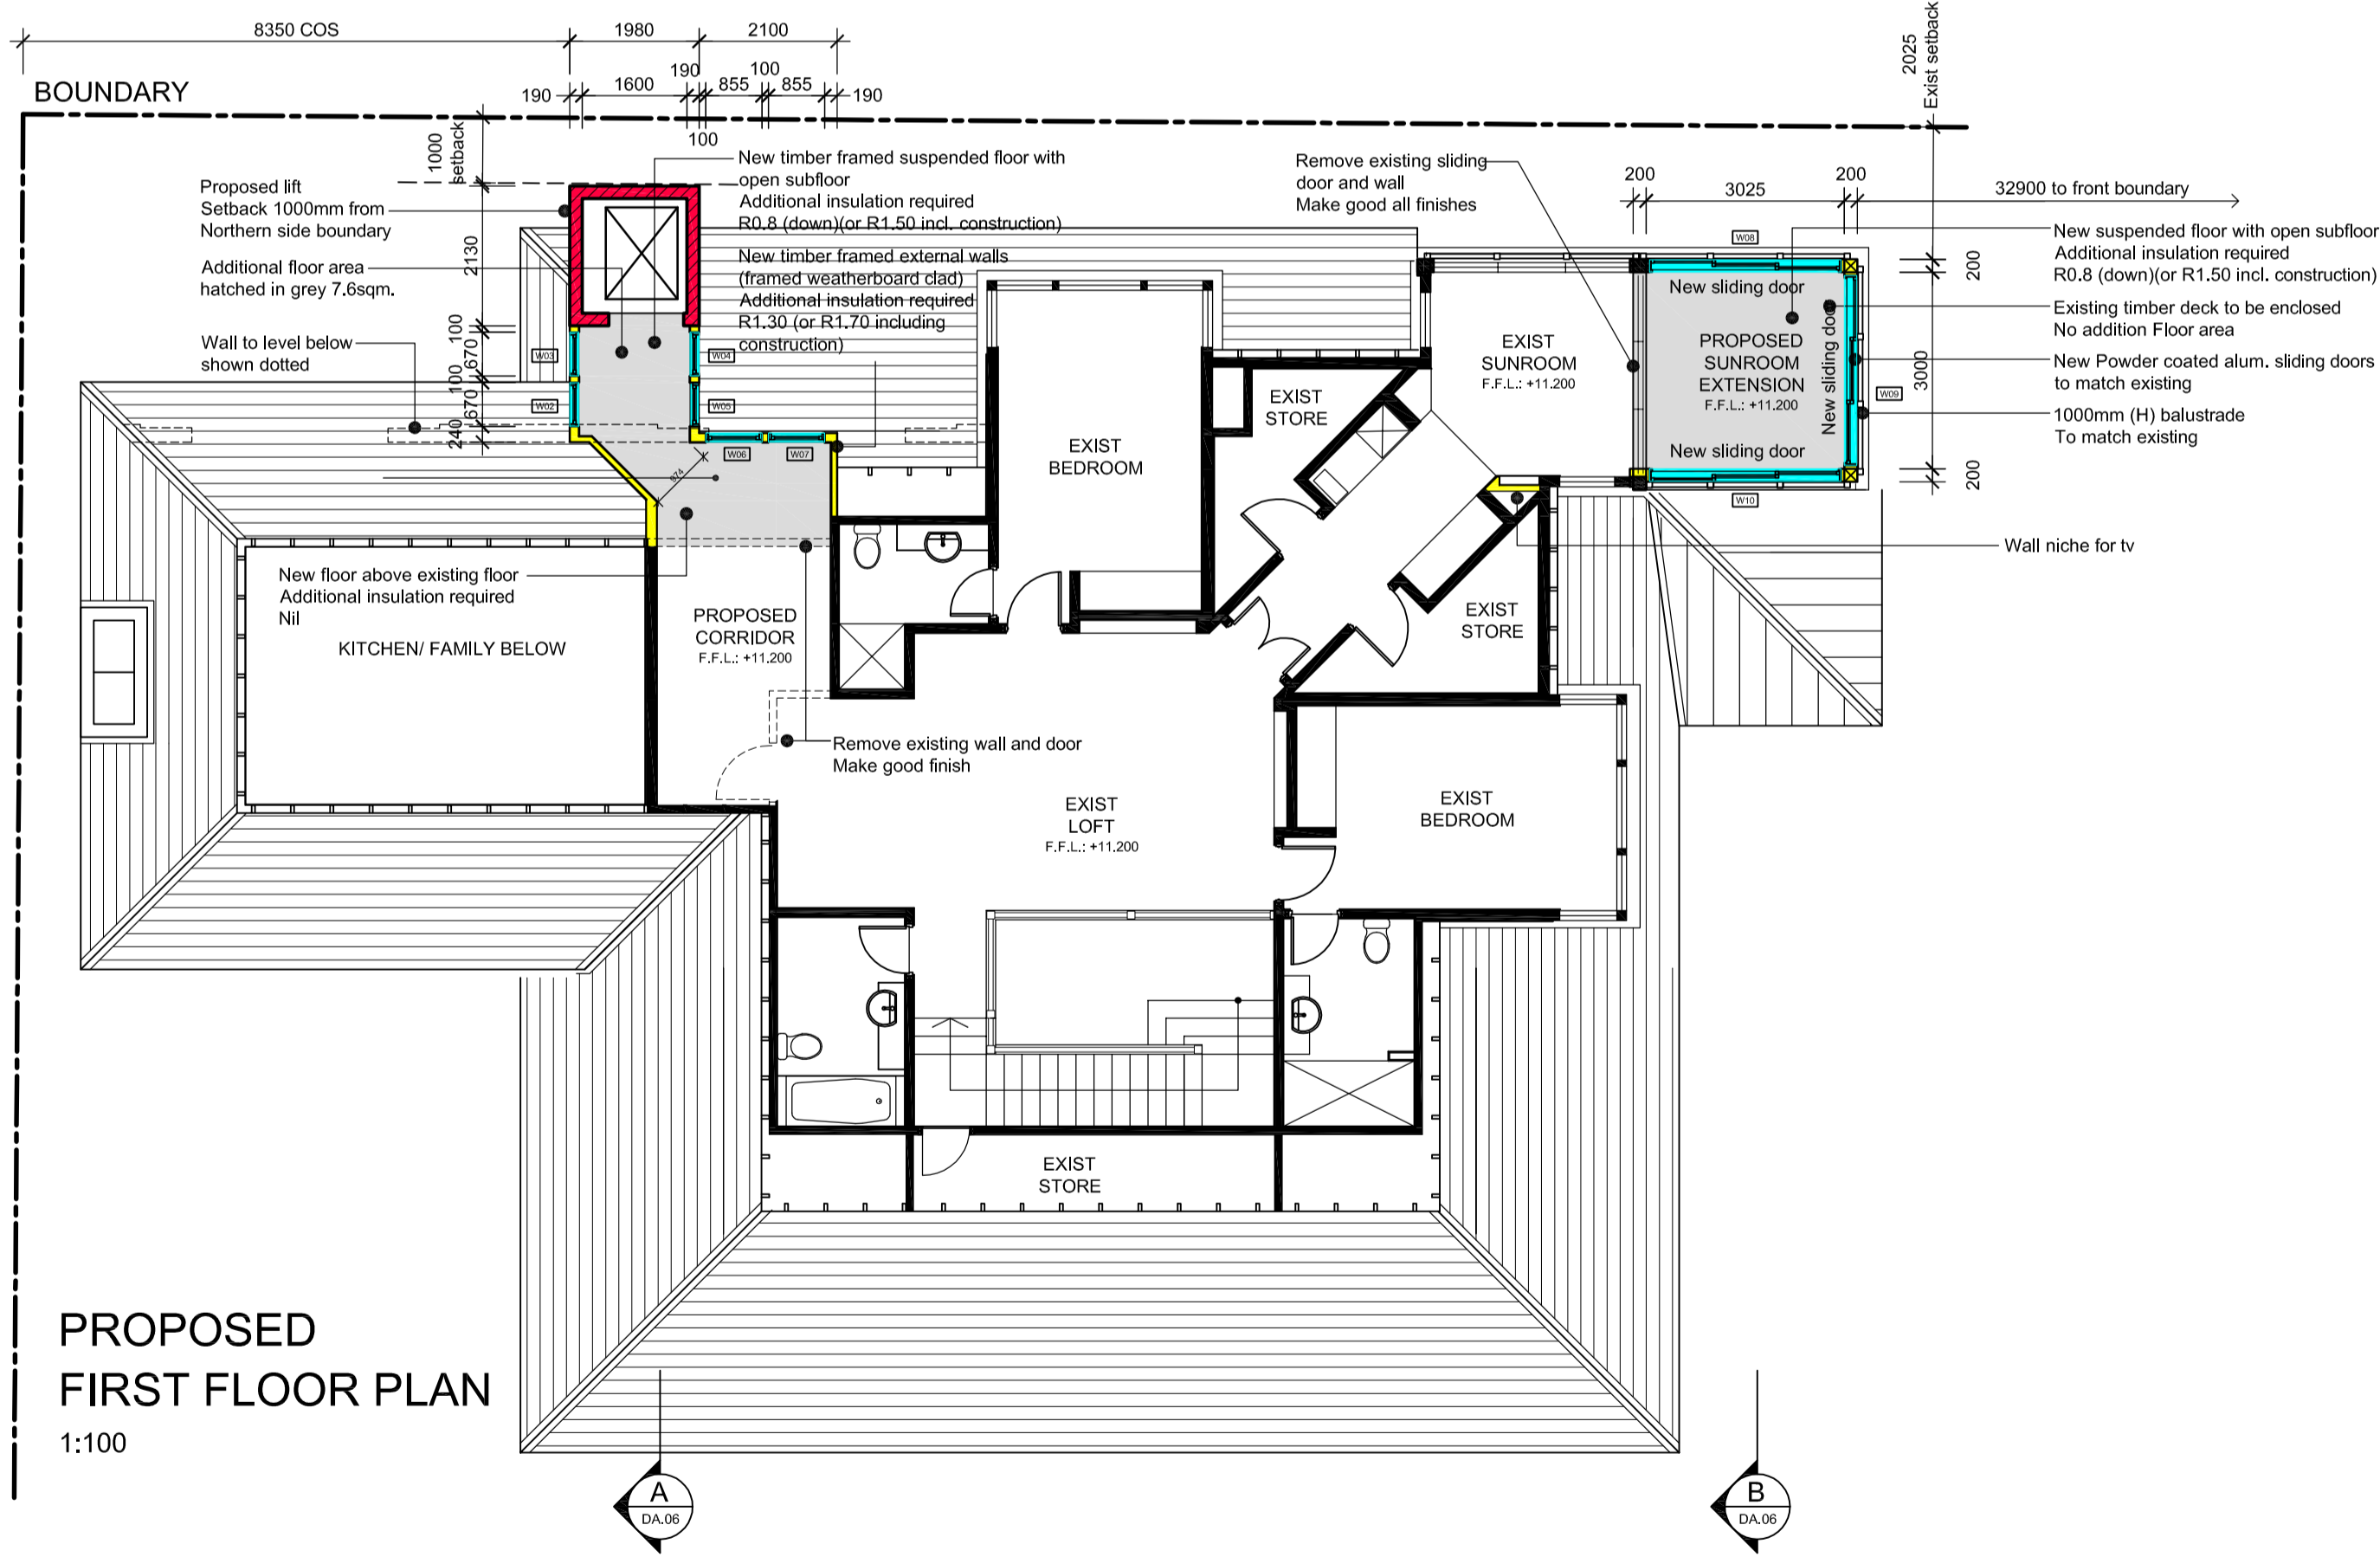 8350 COS
1980
2100
190
1600
190
855
100
855
190
100
2025
Exist setback
BOUNDARY
1000
setback
Proposed lift
Setback 1000mm from
Northern side boundary
Additional floor area
hatched in grey 7.6sqm.
Wall to level below
shown dotted
2130
100
670
100
670
240
New timber framed suspended floor with
open subfloor
Additional insulation required
R0.8 (down)(or R1.50 incl. construction)
New timber framed external walls
(framed weatherboard clad)
Additional insulation required
R1.30 (or R1.70 including
construction)
Remove existing sliding
door and wall
Make good all finishes
200
3025
200
32900 to front boundary
New suspended floor with open subfloor
Additional insulation required
R0.8 (down)(or R1.50 incl. construction)
Existing timber deck to be enclosed
No addition Floor area
New Powder coated alum. sliding doors
to match existing
1000mm (H) balustrade
To match existing
Wall niche for tv
200
3000
200
W08
W09
W10
W03
W04
W02
W05
W06
W07
974
New sliding door
PROPOSED
SUNROOM
EXTENSION
F.F.L.: +11.200
New sliding door
New sliding door
EXIST
SUNROOM
F.F.L.: +11.200
EXIST
STORE
EXIST
BEDROOM
New floor above existing floor
Additional insulation required
Nil
KITCHEN/ FAMILY BELOW
PROPOSED
CORRIDOR
F.F.L.: +11.200
EXIST
STORE
Remove existing wall and door
Make good finish
EXIST
LOFT
F.F.L.: +11.200
EXIST
BEDROOM
EXIST
STORE
PROPOSED
FIRST FLOOR PLAN
1:100
A
DA.06
B
DA.06